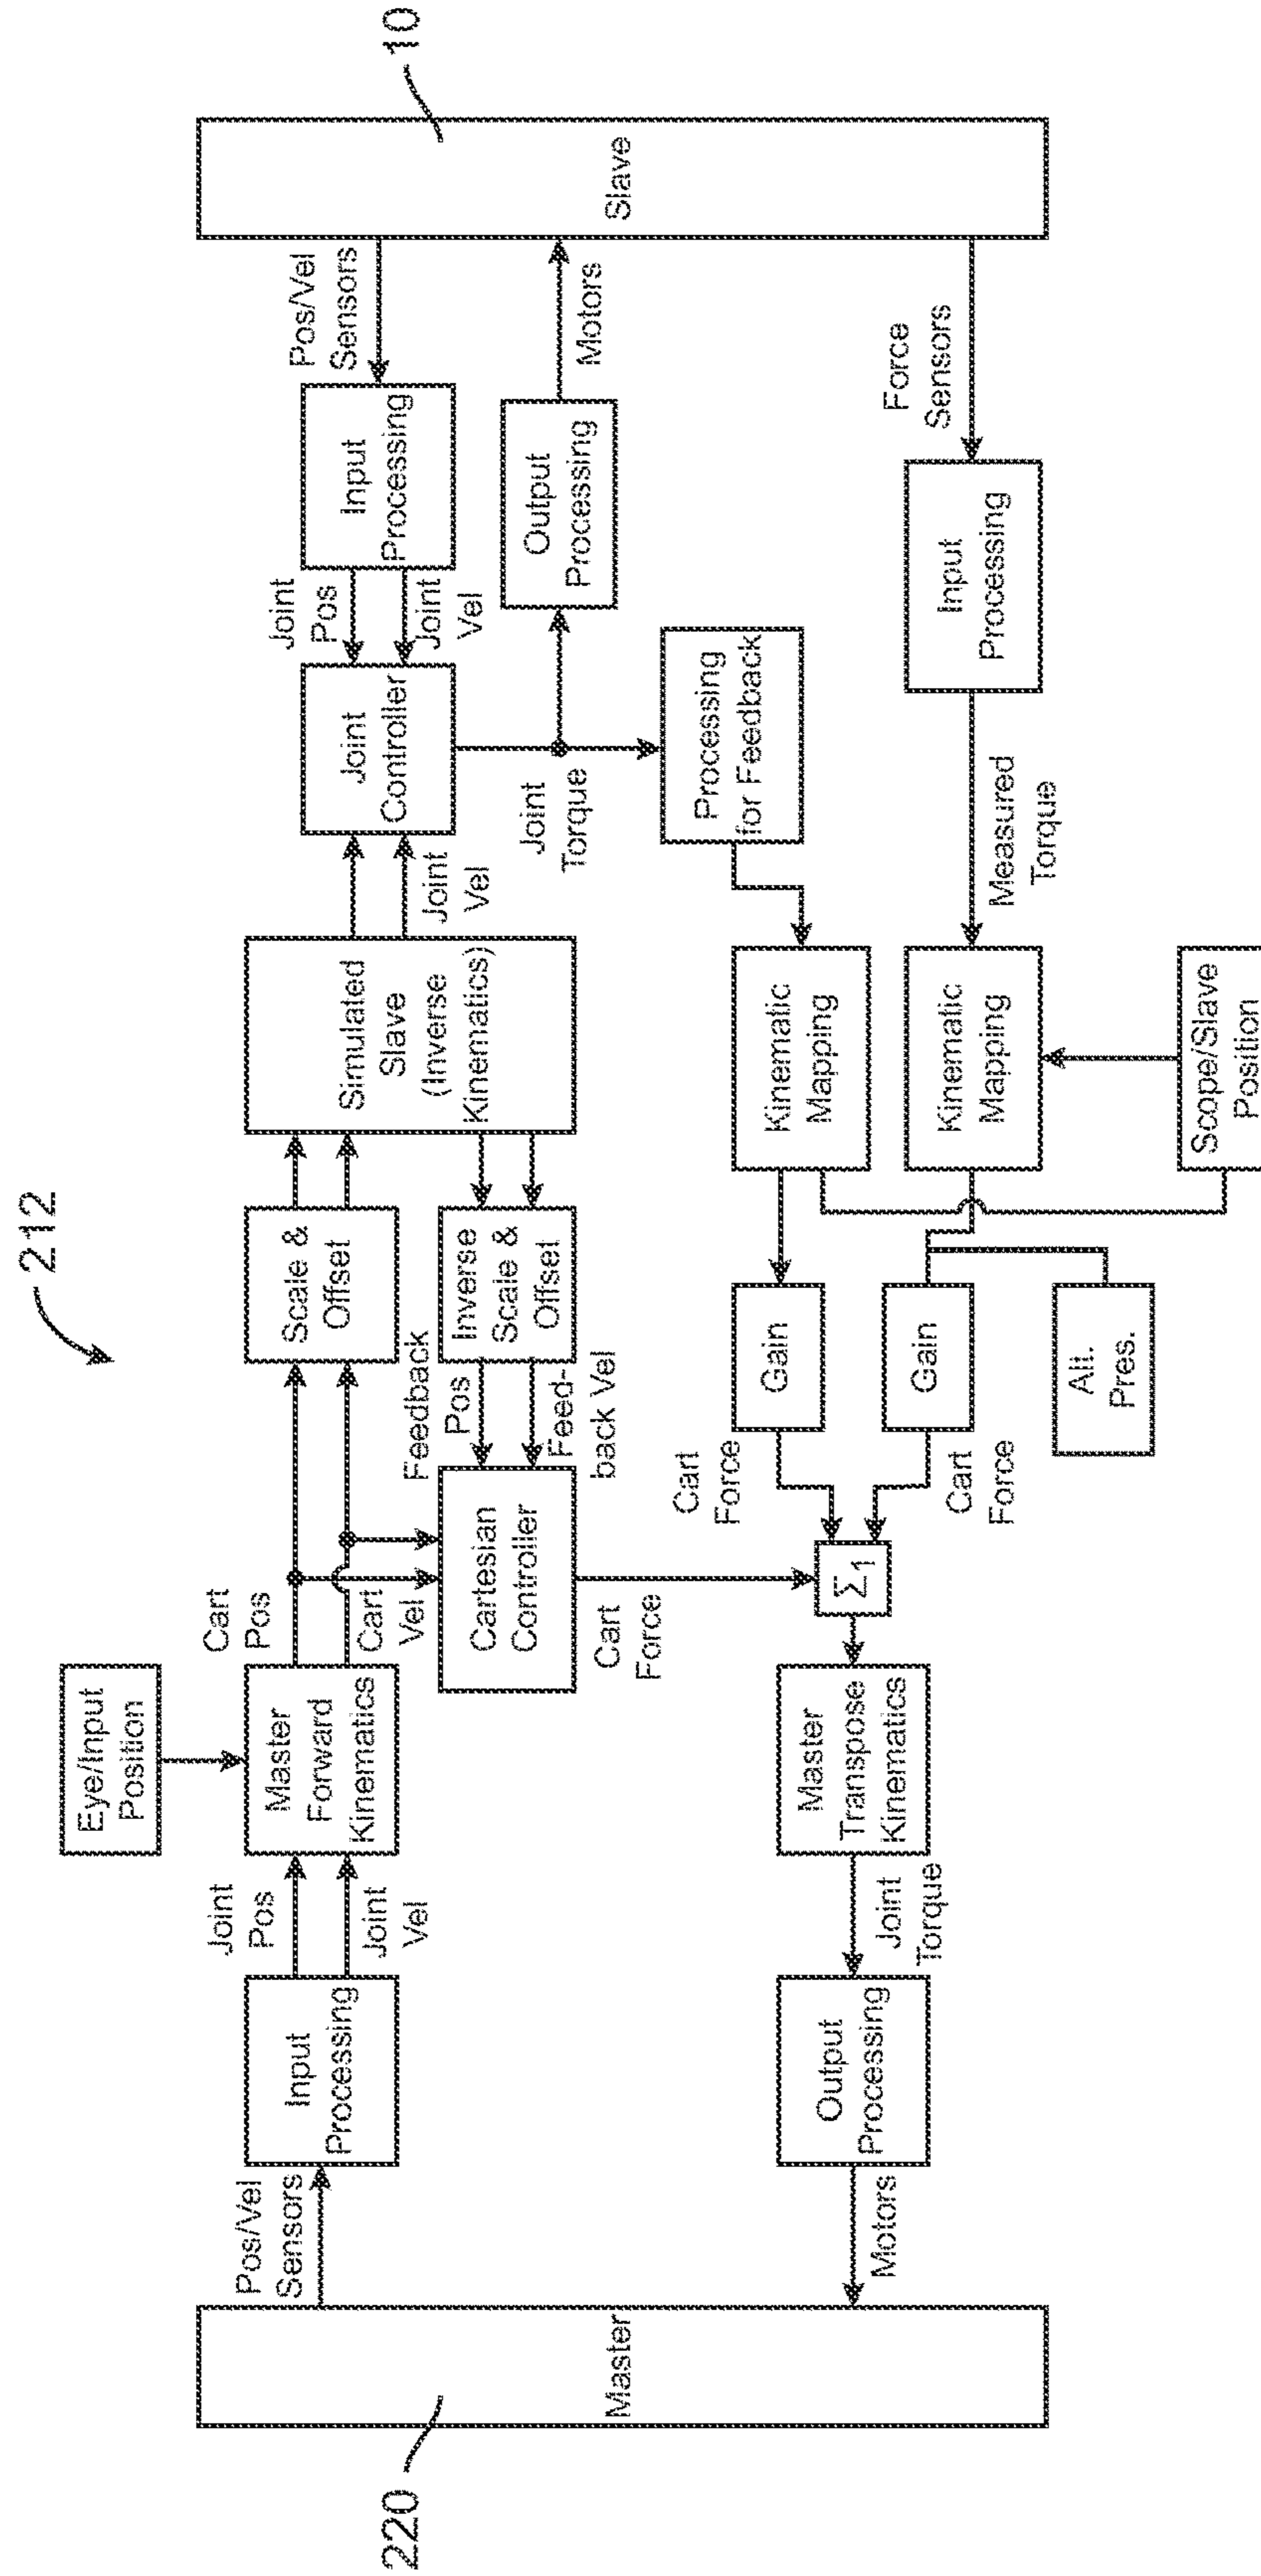 212
220
Master
Pos/Vel
Sensors
Input
Processing
Joint
Pos
Joint
Vel
Eye/Input
Position
Master
Forward
Kinematics
Cart
Pos
Cart
Vel
Scale &
Offset
Simulated
Slave
(Inverse
Kinematics)
Joint
Vel
Joint
Controller
Joint
Pos
Joint
Vel
Input
Processing
Pos/Vel
Sensors
Slave
10
Cartesian
Controller
Feedback
Pos
Feed-
back Vel
Inverse
Scale &
Offset
Cart
Force
Joint
Torque
Output
Processing
Motors
Processing
for Feedback
Kinematic
Mapping
Gain
Cart
Force
Force
Sensors
Input
Processing
Measured
Torque
Kinematic
Mapping
Gain
Cart
Force
Scope/Slave
Position
Alt.
Pres.
Σ1
Master
Transpose
Kinematics
Joint
Torque
Output
Processing
Motors